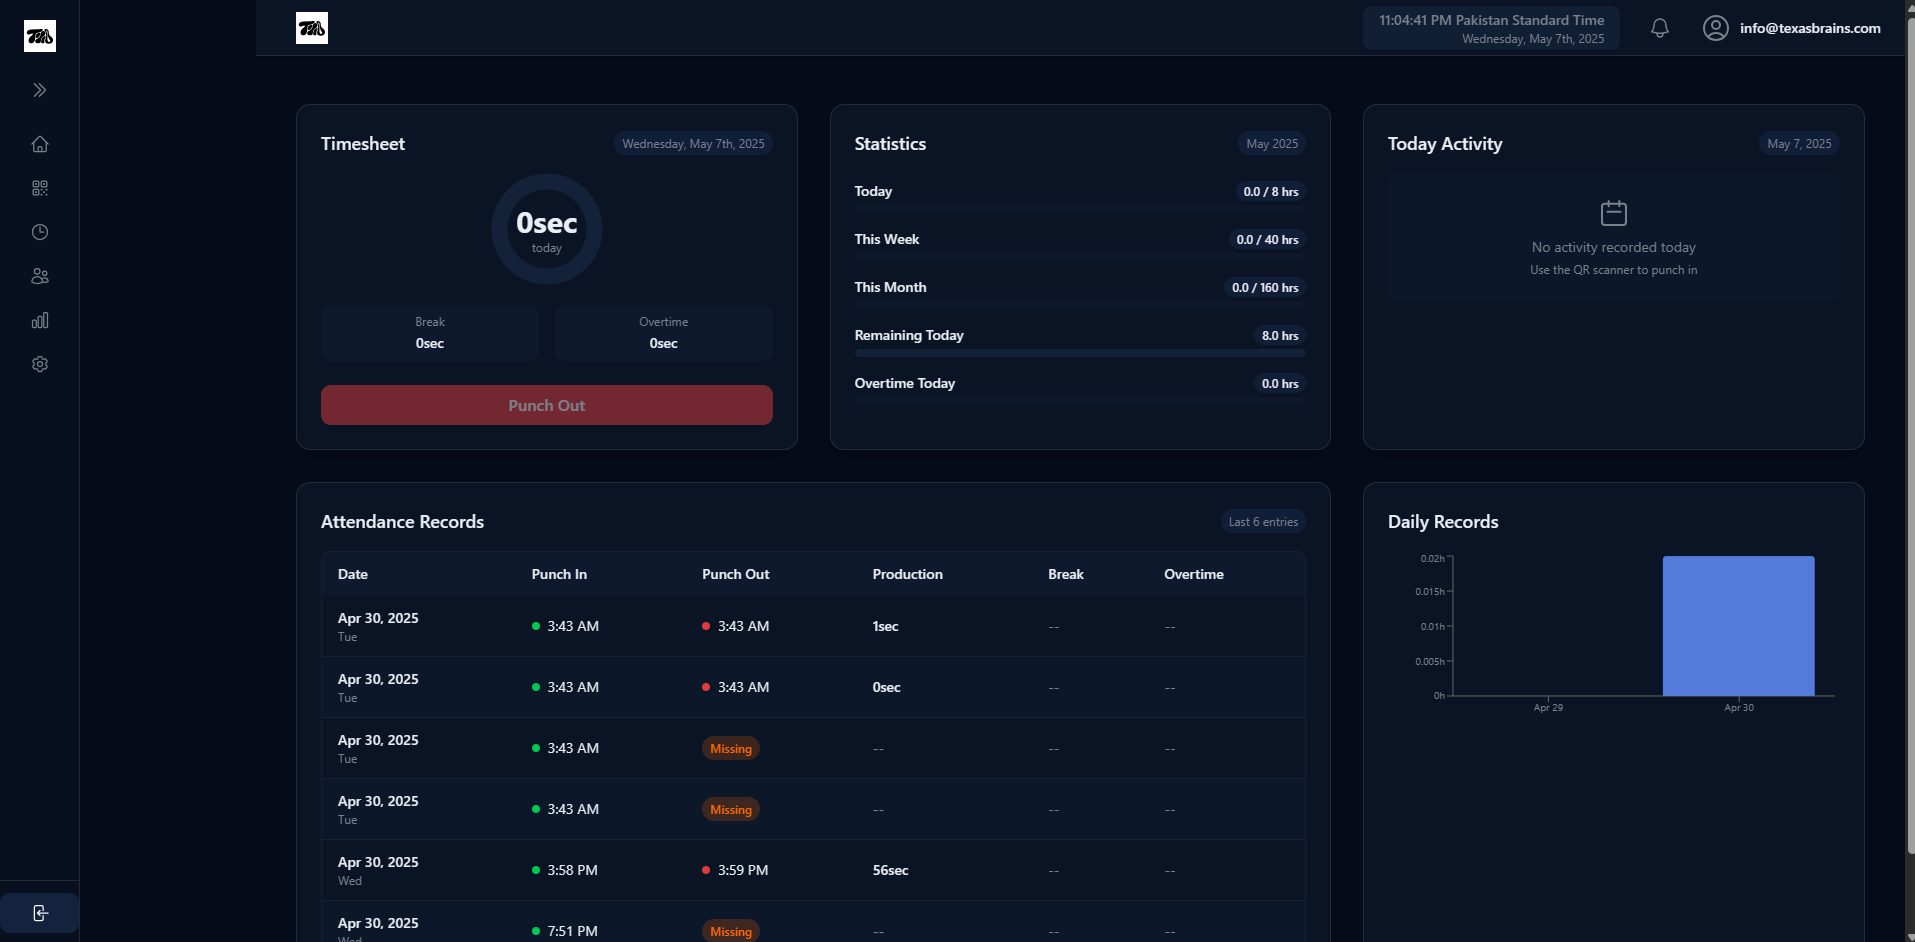 11:04:41 PM Pakistan Standard Time
Wednesday, May 7th, 2025
info@texasbrains.com
Timesheet
Wednesday, May 7th, 2025
0sec
today
Break
0sec
Overtime
0sec
Punch Out
Statistics
May 2025
Today
0.0 / 8 hrs
This Week
0.0 / 40 hrs
This Month
0.0 / 160 hrs
Remaining Today
8.0 hrs
Overtime Today
0.0 hrs
Today Activity
May 7, 2025
No activity recorded today
Use the QR scanner to punch in
Attendance Records
Last 6 entries
Date Punch In Punch Out Production Break Overtime
Apr 30, 2025
Tue
3:43 AM 3:43 AM 1sec -- --
Apr 30, 2025
Tue
3:43 AM 3:43 AM 0sec -- --
Apr 30, 2025
Tue
3:43 AM Missing -- -- --
Apr 30, 2025
Tue
3:43 AM Missing -- -- --
Apr 30, 2025
Wed
3:58 PM 3:59 PM 56sec -- --
Apr 30, 2025
Wed
7:51 PM Missing -- -- --
Daily Records
0.02h
0.015h
0.01h
0.005h
0h
Apr 29 Apr 30